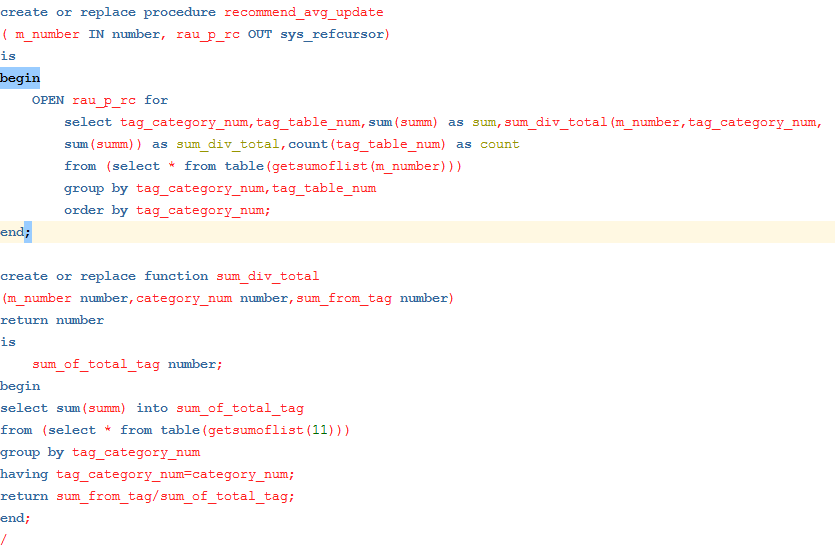 create or replace procedure recommend_avg_update
( m_number IN number, rau_p_rc OUT sys_refcursor)
is
begin
OPEN rau_p_rc for
select tag_category_num,tag_table_num,sum(summ) as sum,sum_div_total(m_number,tag_category_num,
sum(summ)) as sum_div_total,count(tag_table_num) as count
from (select * from table(getsumoflist(m_number)))
group by tag_category_num,tag_table_num
order by tag_category_num;
end;
create or replace function sum_div_total
(m_number number,category_num number,sum_from_tag number)
return number
is
sum_of_total_tag number;
begin
select sum(summ) into sum_of_total_tag
from (select * from table(getsumoflist(11)))
group by tag_category_num
having tag_category_num=category_num;
return sum_from_tag/sum_of_total_tag;
end;
/